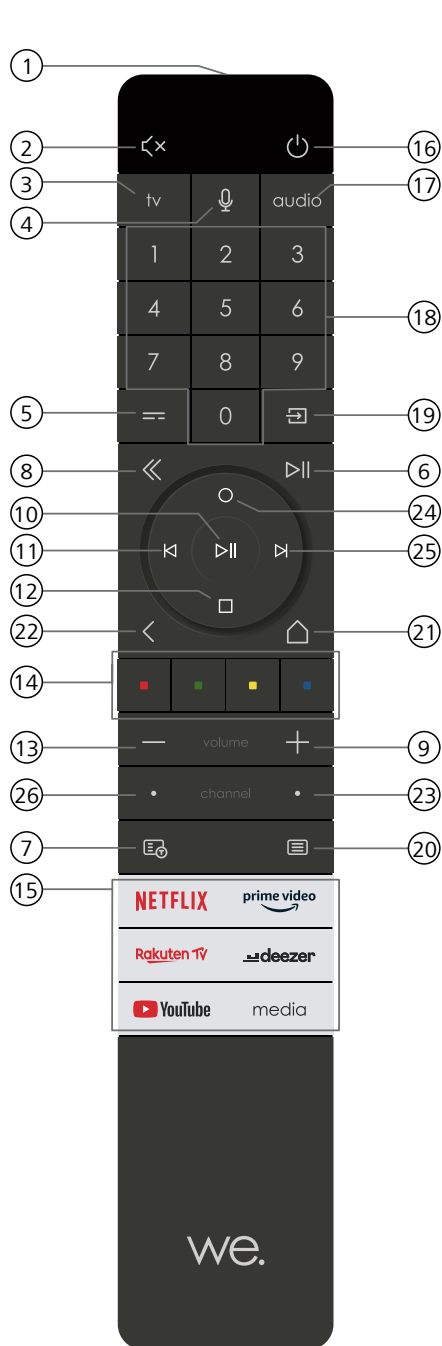 1
2 16
3 tv audio 17
4
1 2 3
4 5 6 18
7 8 9
5 0 19
8 6
10 24
11 25
12
22 21
14
13 volume 9
26 channel 23
7 20
15 NETFLIX prime video
Rakuten TV deezer
YouTube media
we.